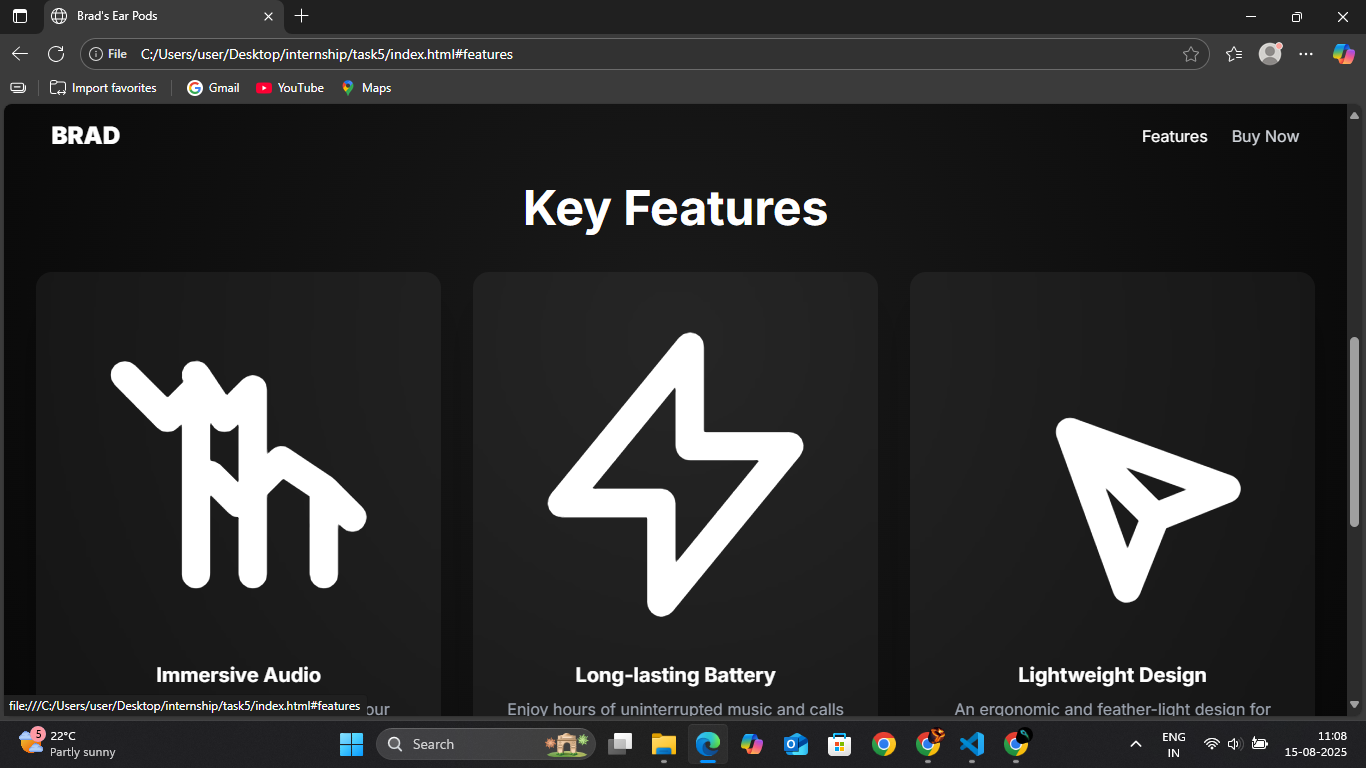 Brad's Ear Pods
File
C:/Users/user/Desktop/internship/task5/index.html#features
Import favorites
Gmail
YouTube
Maps
BRAD
Features
Buy Now
Key Features
Immersive Audio
Long-lasting Battery
Lightweight Design
our
Enjoy hours of uninterrupted music and calls
An ergonomic and feather-light design for
file:///C:/Users/user/Desktop/internship/task5/index.html#features
5
22°C
Partly sunny
Search
ENG
IN
11:08
15-08-2025